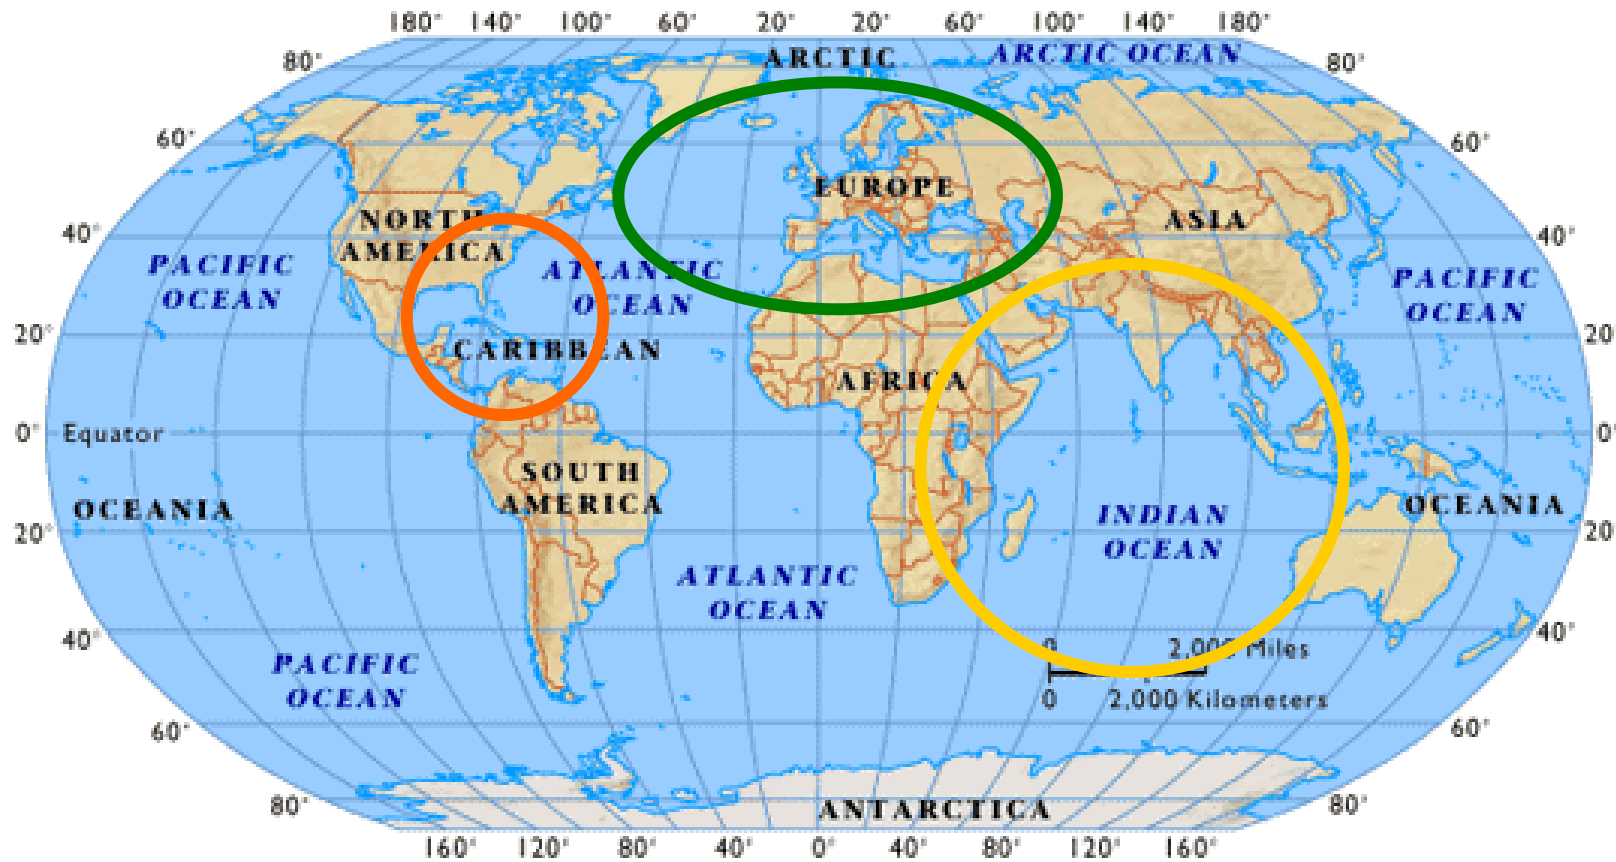 180° 140° 100° 60° 20° 20° 60° 100° 140° 180°
ARCTIC
ARCTIC OCEAN
80°
80°
60°
60°
EUROPE
NORTH
AMERICA
ASIA
40°
40°
PACIFIC
OCEAN
ATLANTIC
OCEAN
PACIFIC
OCEAN
20°
20
CARIBBEAN
AFRICA
0°
Equator
0°
SOUTH
AMERICA
OCEANIA
OCEANIA
INDIAN
OCEAN
20°
20
ATLANTIC
OCEAN
40°
40°
0 2,000 Miles
0 2,000 Kilometers
PACIFIC
OCEAN
60°
60°
80°
80°
ANTARCTICA
160° 120° 80° 40° 0° 40° 80° 120° 160°